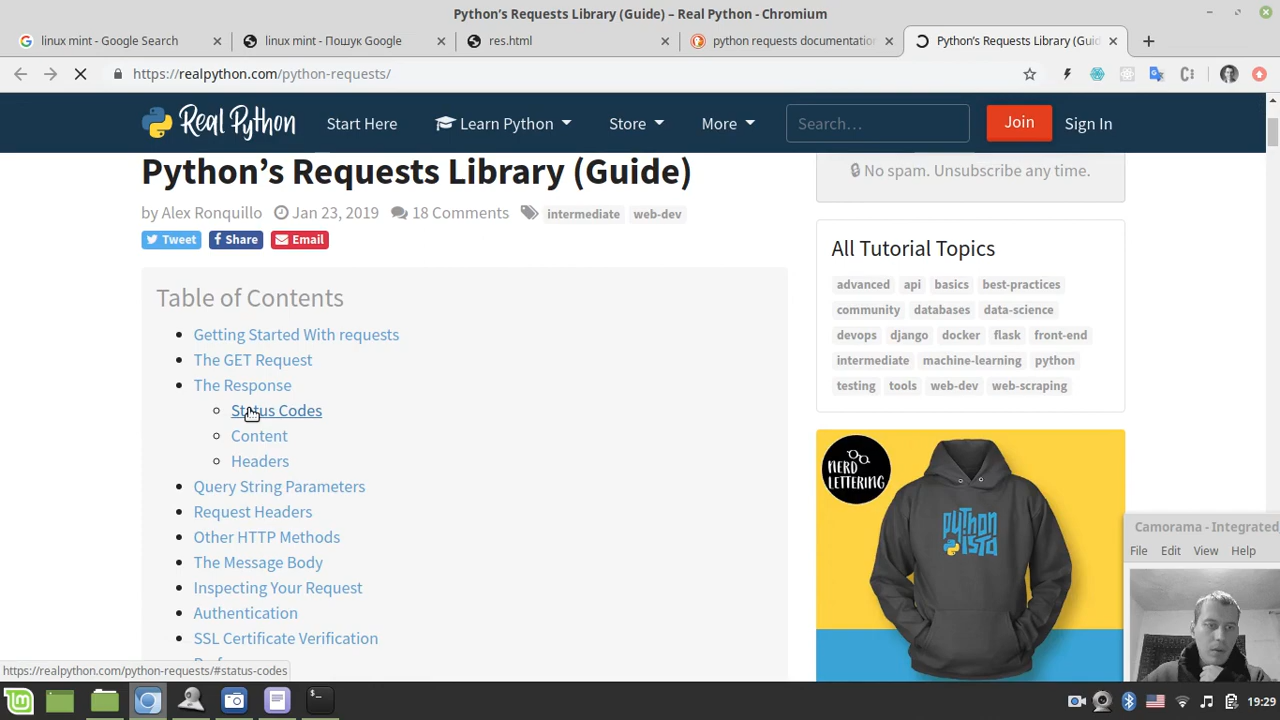 Python's Requests Library (Guide) – Real Python - Chromium
linux mint - Google Search
linux mint - Пошук Google
res.html
python requests documentation
Python's Requests Library (Guid
https://realpython.com/python-requests/
Real Python
Start Here
Learn Python
Store
More
Search…
Join
Sign In
Python's Requests Library (Guide)
by Alex Ronquillo Jan 23, 2019 18 Comments intermediate web-dev
Tweet Share Email
Table of Contents
Getting Started With requests
The GET Request
The Response
Status Codes
Content
Headers
Query String Parameters
Request Headers
Other HTTP Methods
The Message Body
Inspecting Your Request
Authentication
SSL Certificate Verification
No spam. Unsubscribe any time.
All Tutorial Topics
advanced api basics best-practices
community databases data-science
devops django docker flask front-end
intermediate machine-learning python
testing tools web-dev web-scraping
NERD
LETTERING
pyThon
ista
Camorama - Integrated
File Edit View Help
https://realpython.com/python-requests/#status-codes
19:29